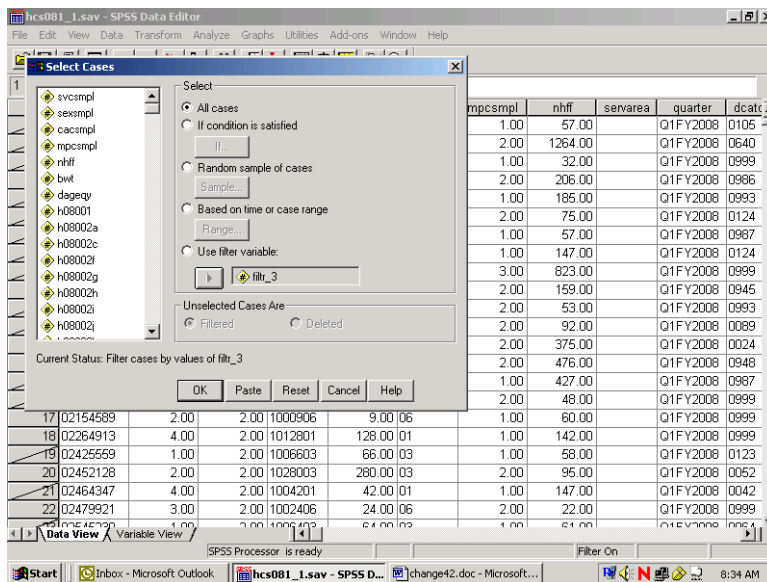 hcs081_1.sav - SPSS Data Editor
File Edit View Data Transform Analyze Graphs Utilities Add-ons Window Help
Select Cases
1
svcsmpl
sexsmpl
cacsmpl
mpcsmpl
nhff
bwt
dageqy
h08001
h08002a
h08002c
h08002f
h08002g
h08002h
h08002i
h08002j
Select
All cases
If condition is satisfied
If...
Random sample of cases
Sample...
Based on time or case range
Range...
Use filter variable:
filtr_3
Unselected Cases Are
Filtered Deleted
Current Status: Filter cases by values of filtr_3
OK Paste Reset Cancel Help
mpcsmpl nhff servarea quarter dcatc
1.00 57.00 Q1FY2008 0105
2.00 1264.00 Q1FY2008 0640
1.00 32.00 Q1FY2008 0999
2.00 206.00 Q1FY2008 0986
1.00 185.00 Q1FY2008 0993
2.00 75.00 Q1FY2008 0124
1.00 57.00 Q1FY2008 0987
1.00 147.00 Q1FY2008 0124
3.00 823.00 Q1FY2008 0999
2.00 159.00 Q1FY2008 0945
2.00 53.00 Q1FY2008 0993
2.00 92.00 Q1FY2008 0089
2.00 375.00 Q1FY2008 0024
2.00 476.00 Q1FY2008 0948
1.00 427.00 Q1FY2008 0987
2.00 48.00 Q1FY2008 0999
17 02154589 2.00 2.00 1000906 9.00 06 1.00 60.00 Q1FY2008 0999
18 02264913 4.00 2.00 1012801 128.00 01 1.00 142.00 Q1FY2008 0999
19 02425559 1.00 2.00 1006603 66.00 03 1.00 58.00 Q1FY2008 0123
20 02452128 2.00 2.00 1028003 280.00 03 2.00 95.00 Q1FY2008 0052
21 02464347 4.00 2.00 1004201 42.00 01 1.00 147.00 Q1FY2008 0042
22 02479921 3.00 2.00 1002406 24.00 06 2.00 22.00 Q1FY2008 0999
Data View Variable View
SPSS Processor is ready Filter On
Start Inbox - Microsoft Outlook hcs081_1.sav - SPSS D... change42.doc - Microsoft... 8:34 AM